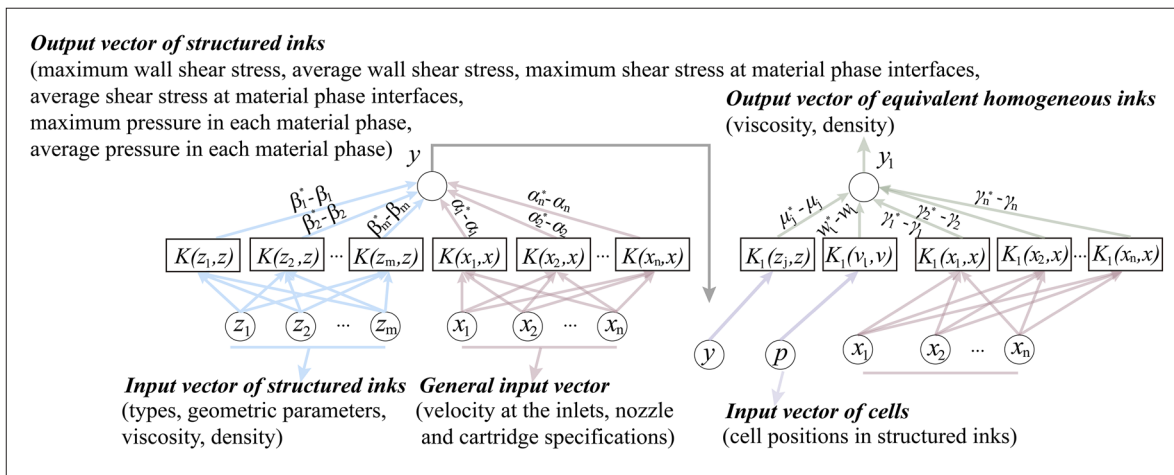 Output vector of structured inks
(maximum wall shear stress, average wall shear stress, maximum shear stress at material phase interfaces,
average shear stress at material phase interfaces,
maximum pressure in each material phase,
average pressure in each material phase)
y
Output vector of equivalent homogeneous inks
(viscosity, density)
y₁
β₁*-β₁
β₂*-β₂
βₘ*-βₘ
α₁*-α₁
α₂*-α₂
αₙ*-αₙ
μⱼ*-μⱼ
γ₁*-γ₁
γ₂*-γ₂
γₙ*-γₙ
K(z₁,z) K(z₂,z) ... K(zₘ,z) K(x₁,x) K(x₂,x) ... K(xₙ,x)
K₁(zⱼ,z) K₁(v₁,v) K₁(x₁,x) K₁(x₂,x) ... K₁(xₙ,x)
z₁ z₂ ... zₘ x₁ x₂ ... xₙ
y p x₁ x₂ ... xₙ
Input vector of structured inks
(types, geometric parameters,
viscosity, density)
General input vector
(velocity at the inlets, nozzle
and cartridge specifications)
Input vector of cells
(cell positions in structured inks)